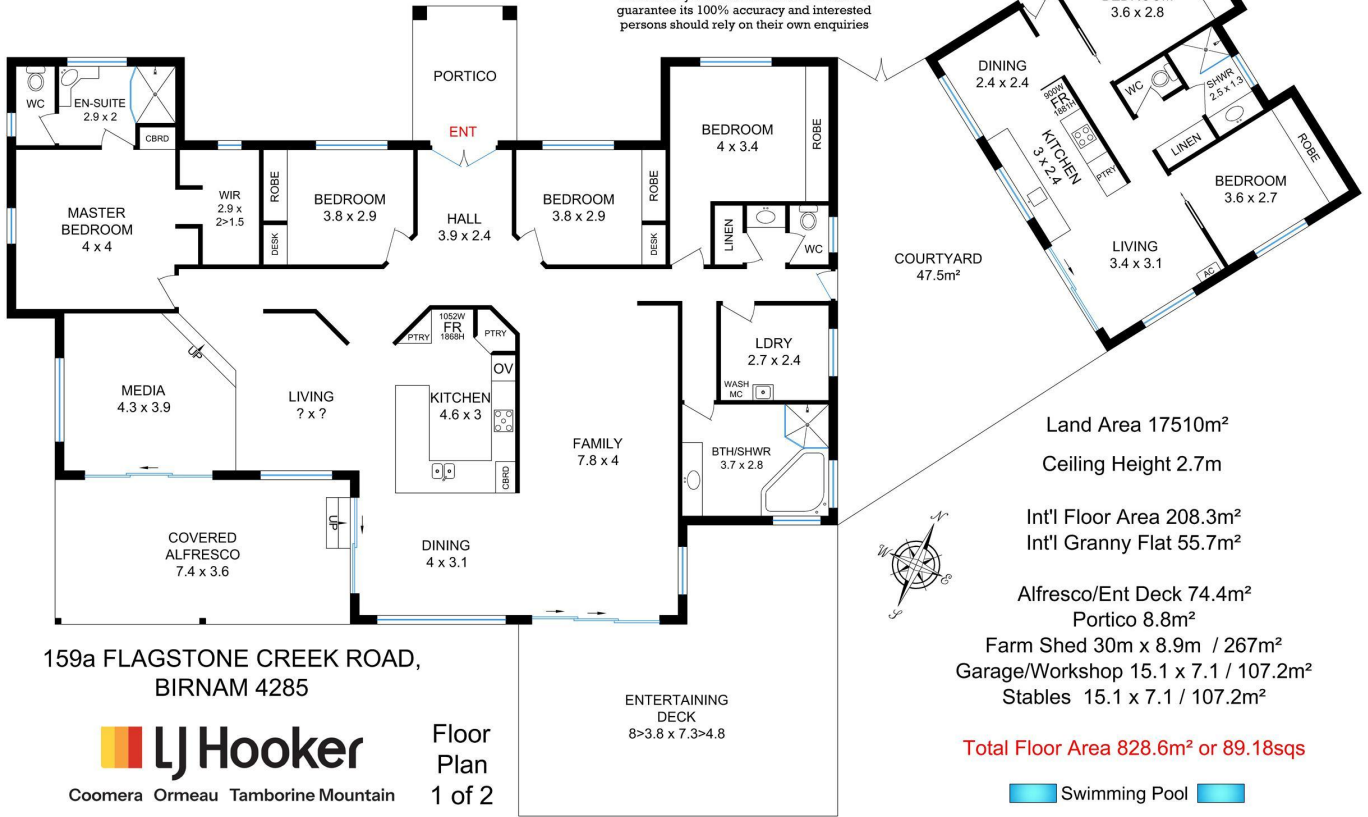 guarantee its 100% accuracy and interested
persons should rely on their own enquiries
PORTICO
ENT
WC
EN-SUITE
2.9 x 2
CBRD
MASTER
BEDROOM
4 x 4
WIR
2.9 x
2>1.5
ROBE
DESK
BEDROOM
3.8 x 2.9
HALL
3.9 x 2.4
BEDROOM
3.8 x 2.9
ROBE
DESK
BEDROOM
4 x 3.4
ROBE
LINEN
WC
MEDIA
4.3 x 3.9
UP
LIVING
? x ?
PTRY
1052W
FR
1868H
PTRY
OV
KITCHEN
4.6 x 3
CBRD
FAMILY
7.8 x 4
LDRY
2.7 x 2.4
WASH
MC
BTH/SHWR
3.7 x 2.8
COVERED
ALFRESCO
7.4 x 3.6
UP
DINING
4 x 3.1
ENTERTAINING
DECK
8>3.8 x 7.3>4.8
COURTYARD
47.5m²
3.6 x 2.8
DINING
2.4 x 2.4
900W
FR
1881H
KITCHEN
3 x 2.4
PTRY
WC
SHWR
2.5 x 1.3
LINEN
BEDROOM
3.6 x 2.7
ROBE
LIVING
3.4 x 3.1
AC
Land Area 17510m²
Ceiling Height 2.7m
Int'l Floor Area 208.3m²
Int'l Granny Flat 55.7m²
N
W
E
S
Alfresco/Ent Deck 74.4m²
Portico 8.8m²
Farm Shed 30m x 8.9m / 267m²
Garage/Workshop 15.1 x 7.1 / 107.2m²
Stables 15.1 x 7.1 / 107.2m²
Total Floor Area 828.6m² or 89.18sqs
Swimming Pool
159a FLAGSTONE CREEK ROAD,
BIRNAM 4285
LJ Hooker
Coomera Ormeau Tamborine Mountain
Floor
Plan
1 of 2